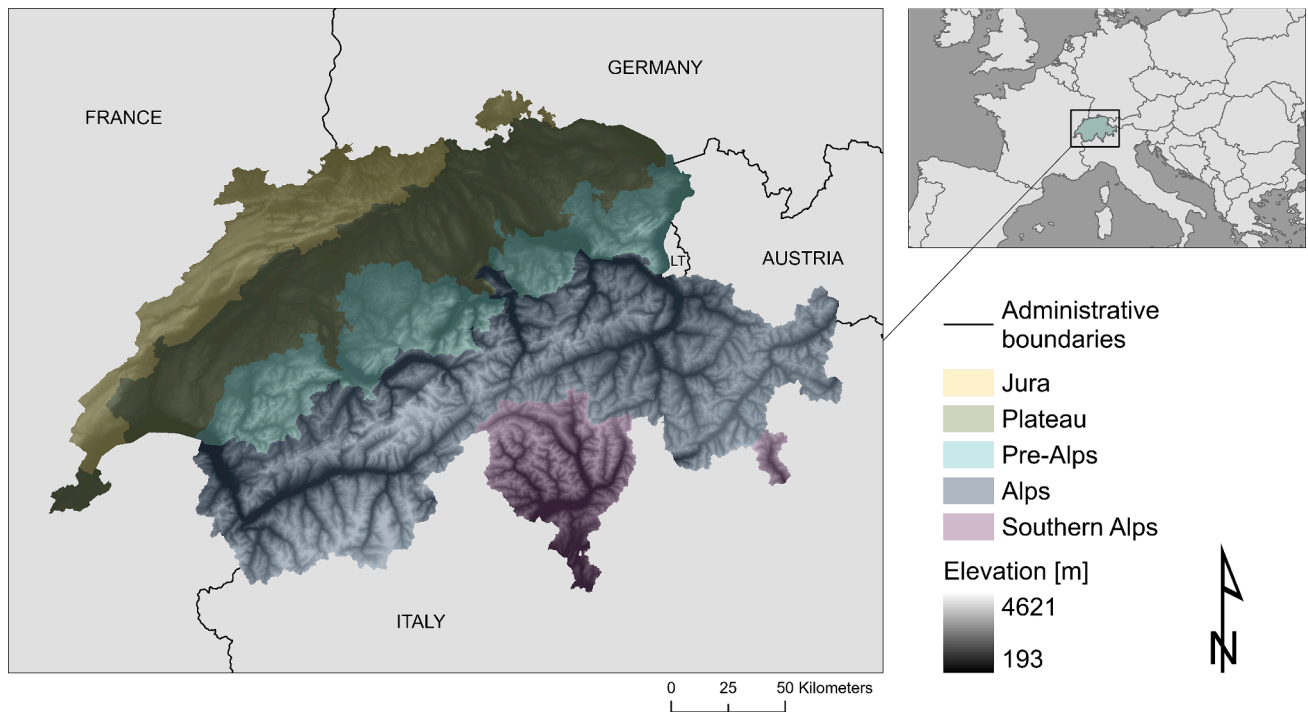 FRANCE
GERMANY
AUSTRIA
LT
ITALY
Administrative
boundaries
Jura
Plateau
Pre-Alps
Alps
Southern Alps
Elevation [m]
4621
193
N
0 25 50 Kilometers